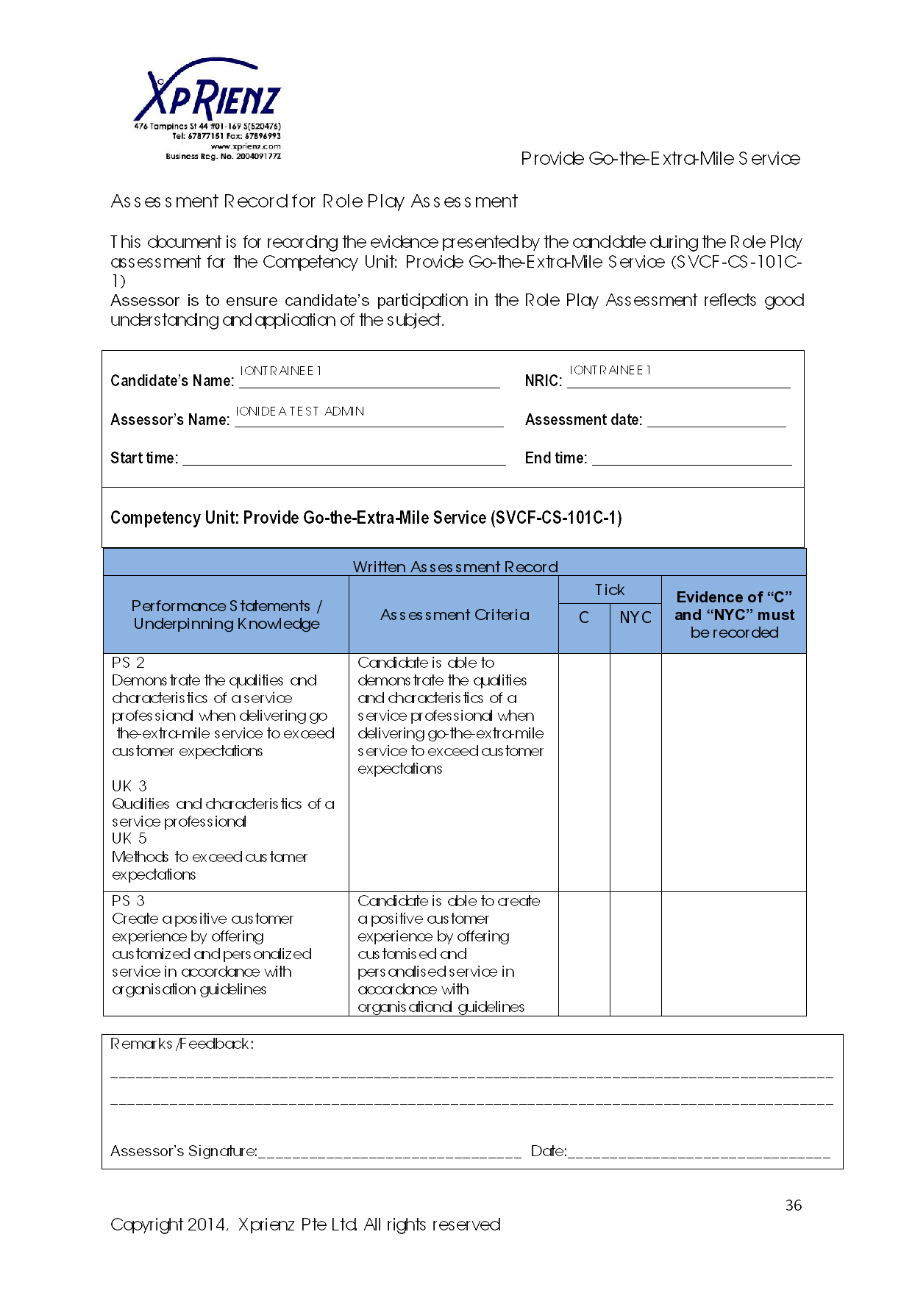 XPRIENZ
476 Tampines St 44 #01-169 S(520476)
Tel: 67877151 Fax: 67896993
www.xprienz.com
Business Reg. No. 200409177Z
Provide Go-the-Extra-Mile Service
Assessment Record for Role Play Assessment
This document is for recording the evidence presented by the candidate during the Role Play
assessment for the Competency Unit: Provide Go-the-Extra-Mile Service (SVCF-CS-101C-
1)
Assessor is to ensure candidate's participation in the Role Play Assessment reflects good
understanding and application of the subject.
Candidate's Name: IONTRAINEE1 NRIC: IONTRAINEE1
Assessor's Name: IONIDEA TEST ADMIN Assessment date: ___________________
Start time: ___________________ End time: ___________________
Competency Unit: Provide Go-the-Extra-Mile Service (SVCF-CS-101C-1)
Written Assessment Record
Performance Statements /
Underpinning Knowledge
Assessment Criteria
Tick
C NYC
Evidence of “C”
and “NYC” must
be recorded
PS 2
Demonstrate the qualities and
characteristics of a service
professional when delivering go
the-extra-mile service to exceed
customer expectations
UK 3
Qualities and characteristics of a
service professional
UK 5
Methods to exceed customer
expectations
Candidate is able to
demonstrate the qualities
and characteristics of a
service professional when
delivering go-the-extra-mile
service to exceed customer
expectations
PS 3
Create a positive customer
experience by offering
customized and personalized
service in accordance with
organisation guidelines
Candidate is able to create
a positive customer
experience by offering
customised and
personalised service in
accordance with
organisational guidelines
Remarks/Feedback:
Assessor's Signature:______________________________ Date:______________________________
36
Copyright 2014, Xprienz Pte Ltd. All rights reserved